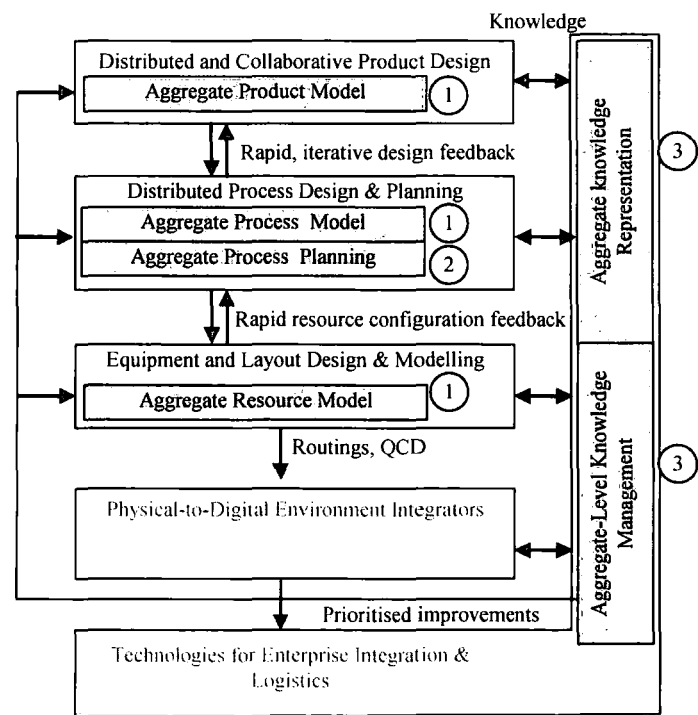 Knowledge
Distributed and Collaborative Product Design
Aggregate Product Model
1
Rapid, iterative design feedback
Distributed Process Design & Planning
Aggregate Process Model
1
Aggregate Process Planning
2
Rapid resource configuration feedback
Equipment and Layout Design & Modelling
Aggregate Resource Model
1
Routings, QCD
Physical-to-Digital Environment Integrators
Prioritised improvements
Technologies for Enterprise Integration &
Logistics
Aggregate knowledge
Representation
3
Aggregate-Level Knowledge
Management
3